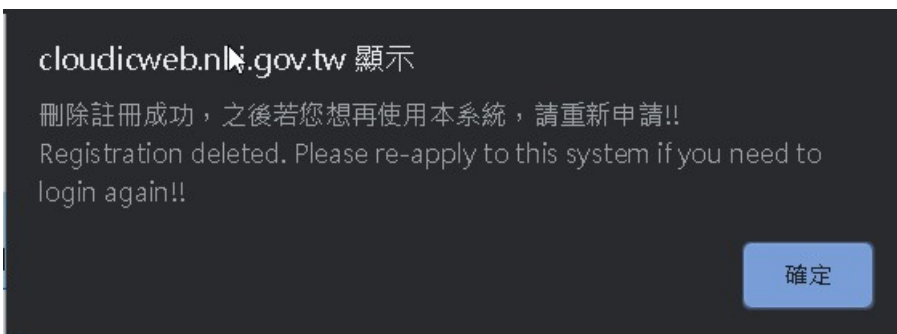 cloudicweb.nhi.gov.tw 顯示
刪除註冊成功，之後若您想再使用本系統，請重新申請!!
Registration deleted. Please re-apply to this system if you need to
login again!!
確定